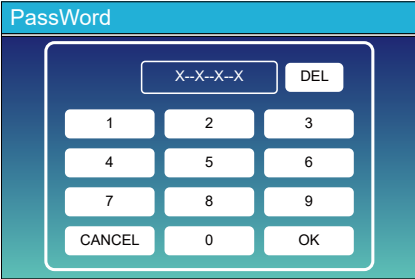 PassWord
X--X--X--X DEL
1 2 3
4 5 6
7 8 9
CANCEL 0 OK